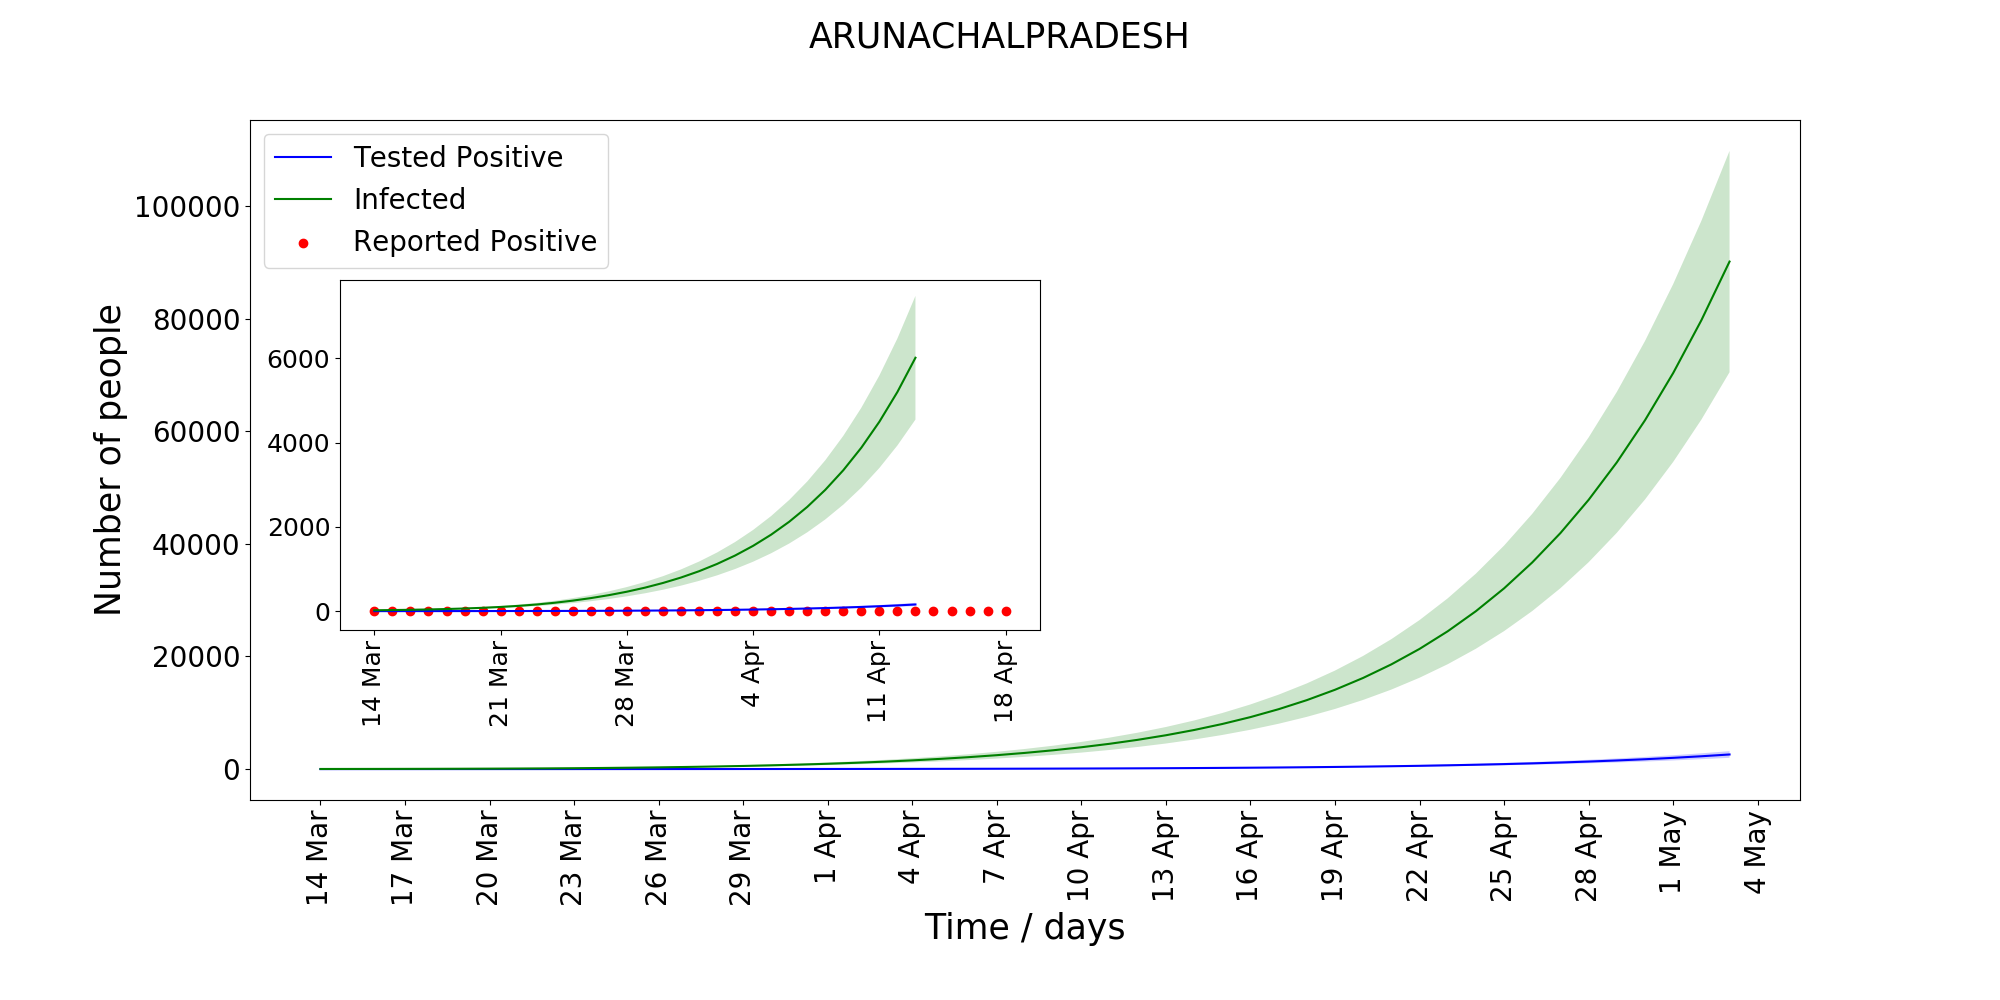 ARUNACHALPRADESH
Tested Positive
Infected
Reported Positive
Number of people
100000
80000
60000
40000
20000
0
6000
4000
2000
0
14 Mar
21 Mar
28 Mar
4 Apr
11 Apr
18 Apr
14 Mar
17 Mar
20 Mar
23 Mar
26 Mar
29 Mar
1 Apr
4 Apr
7 Apr
10 Apr
13 Apr
16 Apr
19 Apr
22 Apr
25 Apr
28 Apr
1 May
4 May
Time / days